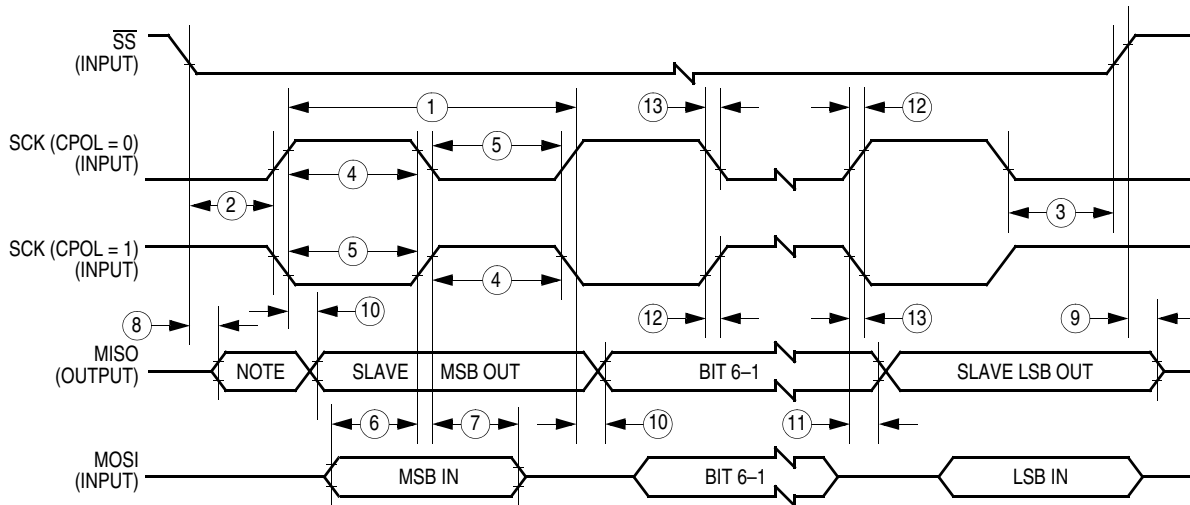 SS
(INPUT)
1
13
12
SCK (CPOL = 0)
(INPUT)
5
4
2
3
SCK (CPOL = 1)
(INPUT)
5
4
8
10
12
13
9
MISO
(OUTPUT)
NOTE
SLAVE MSB OUT
BIT 6–1
SLAVE LSB OUT
6
7
10
11
MOSI
(INPUT)
MSB IN
BIT 6–1
LSB IN